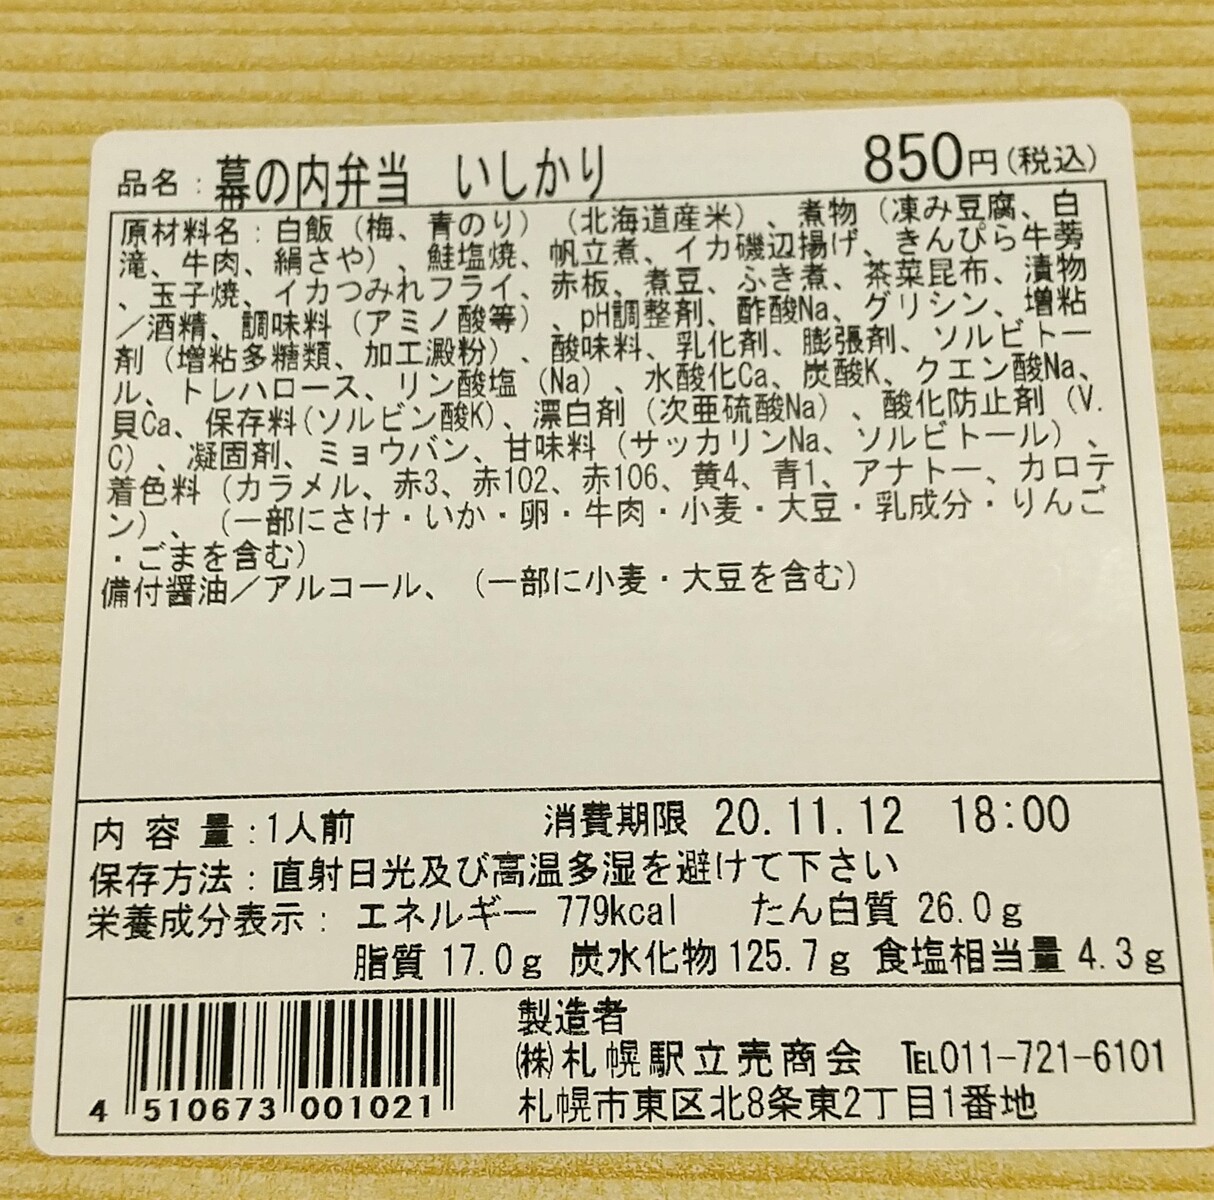 品名：幕の内弁当　いしかり　850円(税込)
原材料名：白飯（梅、青のり）（北海道産米）、煮物（凍み豆腐、白
滝、牛肉、絹さや）、鮭塩焼、帆立煮、イカ磯辺揚げ、きんぴら牛蒡
、玉子焼、イカつみれフライ、赤板、煮豆、ふき煮、茶菜昆布、漬物
／酒精、調味料（アミノ酸等）、pH調整剤、酢酸Na、グリシン、増粘
剤（増粘多糖類、加工澱粉）、酸味料、乳化剤、膨張剤、ソルビトー
ル、トレハロース、リン酸塩（Na）、水酸化Ca、炭酸K、クエン酸Na、
貝Ca、保存料(ソルビン酸K)、漂白剤（次亜硫酸Na）、酸化防止剤（V.
C）、凝固剤、ミョウバン、甘味料（サッカリンNa、ソルビトール）、
着色料（カラメル、赤3、赤102、赤106、黄4、青1、アナトー、カロテ
ン）、（一部にさけ・いか・卵・牛肉・小麦・大豆・乳成分・りんご
・ごまを含む）
備付醤油／アルコール、（一部に小麦・大豆を含む）
内容量：1人前　消費期限 20.11.12 18:00
保存方法：直射日光及び高温多湿を避けて下さい
栄養成分表示：エネルギー 779kcal　たん白質 26.0g
脂質 17.0g 炭水化物 125.7g 食塩相当量 4.3g
製造者
㈱札幌駅立売商会　TEL011-721-6101
札幌市東区北8条東2丁目1番地
4 510673 001021